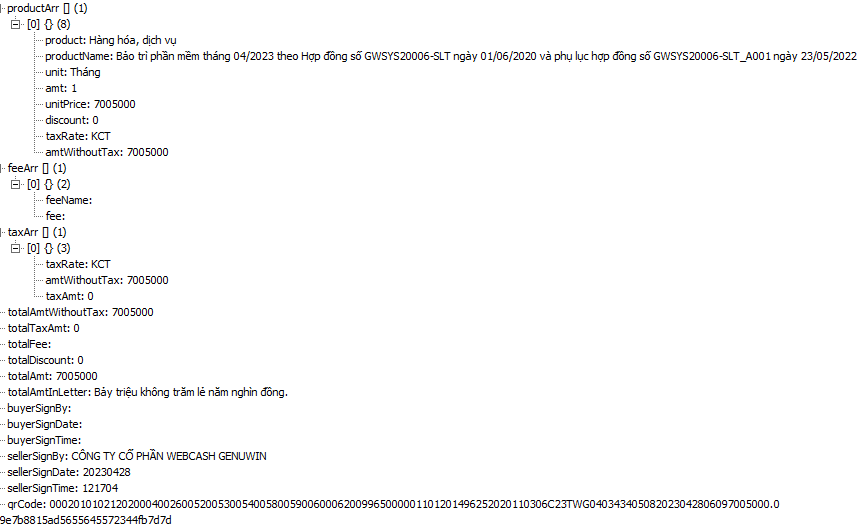 productArr [] (1)
[0] {} (8)
product: Hàng hóa, dịch vụ
productName: Bảo trì phần mềm tháng 04/2023 theo Hợp đồng số GWSYS20006-SLT ngày 01/06/2020 và phụ lục hợp đồng số GWSYS20006-SLT_A001 ngày 23/05/2022
unit: Tháng
amt: 1
unitPrice: 7005000
discount: 0
taxRate: KCT
amtWithoutTax: 7005000
feeArr [] (1)
[0] {} (2)
feeName:
fee:
taxArr [] (1)
[0] {} (3)
taxRate: KCT
amtWithoutTax: 7005000
taxAmt: 0
totalAmtWithoutTax: 7005000
totalTaxAmt: 0
totalFee:
totalDiscount: 0
totalAmt: 7005000
totalAmtInLetter: Bảy triệu không trăm lẻ năm nghìn đồng.
buyerSignBy:
buyerSignDate:
buyerSignTime:
sellerSignBy: CÔNG TY CỔ PHẦN WEBCASH GENUWIN
sellerSignDate: 20230428
sellerSignTime: 121704
qrCode: 00020101021202000400260052005300540058005900600062009965000001101201496252020110306C23TWG040343405082023042806097005000.0
9e7b8815ad5655645572344fb7d7d